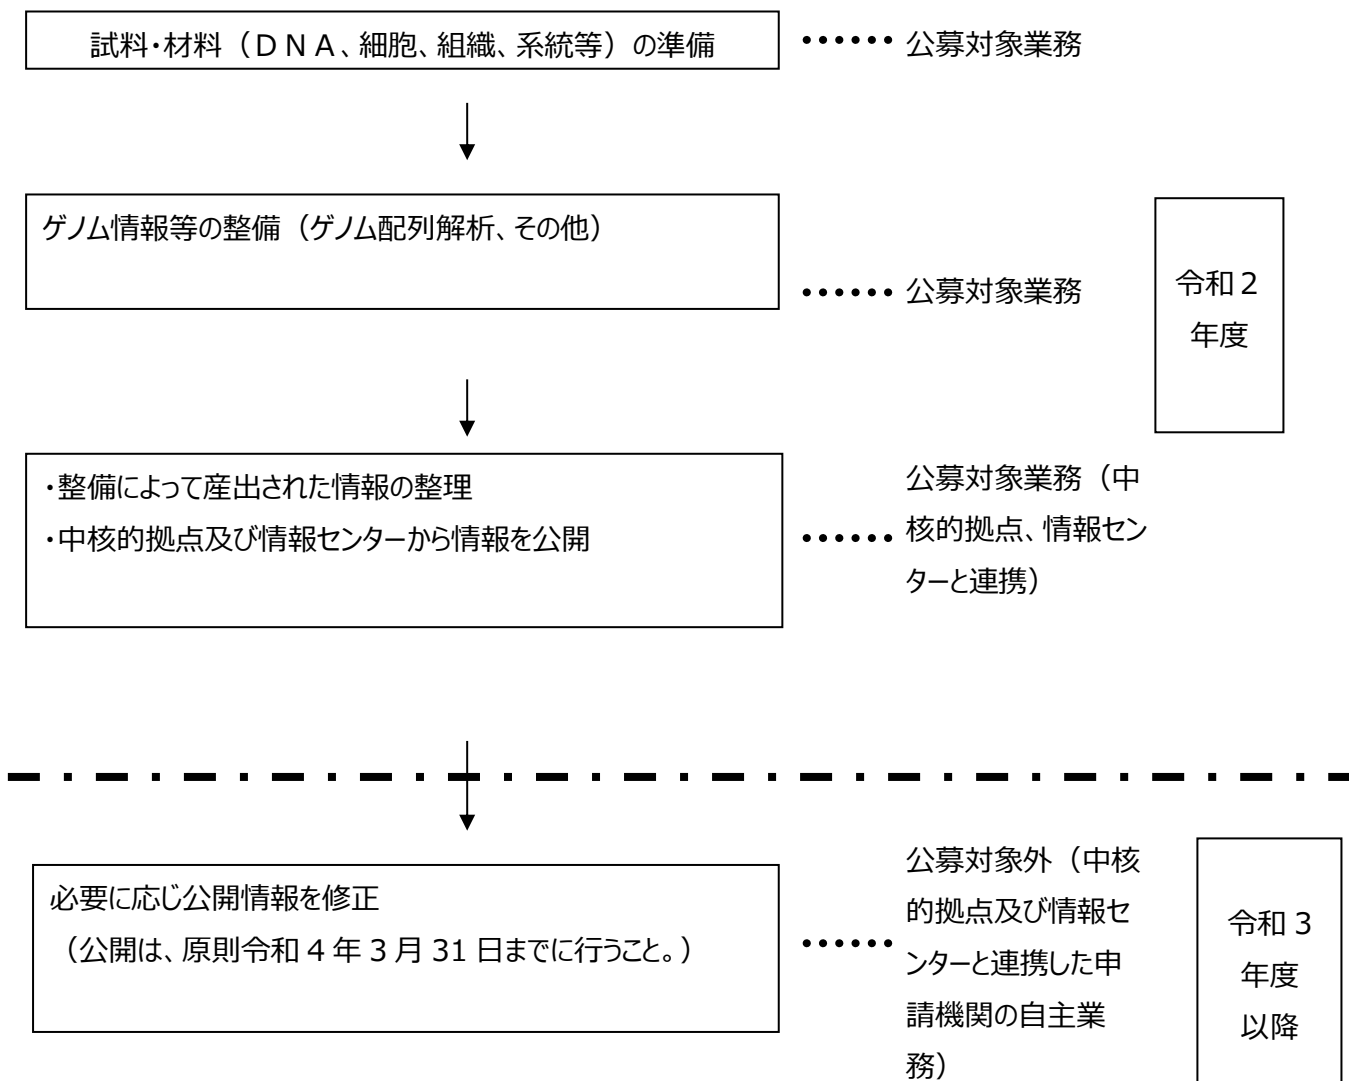 試料・材料（ＤＮＡ、細胞、組織、系統等）の準備
•••••• 公募対象業務
ゲノム情報等の整備（ゲノム配列解析、その他）
•••••• 公募対象業務
令和２
年度
・整備によって産出された情報の整理
・中核的拠点及び情報センターから情報を公開
公募対象業務（中
•••••• 核的拠点、情報セン
ターと連携）
必要に応じ公開情報を修正
（公開は、原則令和 4 年 3 月 31 日までに行うこと。）
公募対象外（中核
的拠点及び情報セ
•••••• ンターと連携した申
請機関の自主業
務）
令和 3
年度
以降